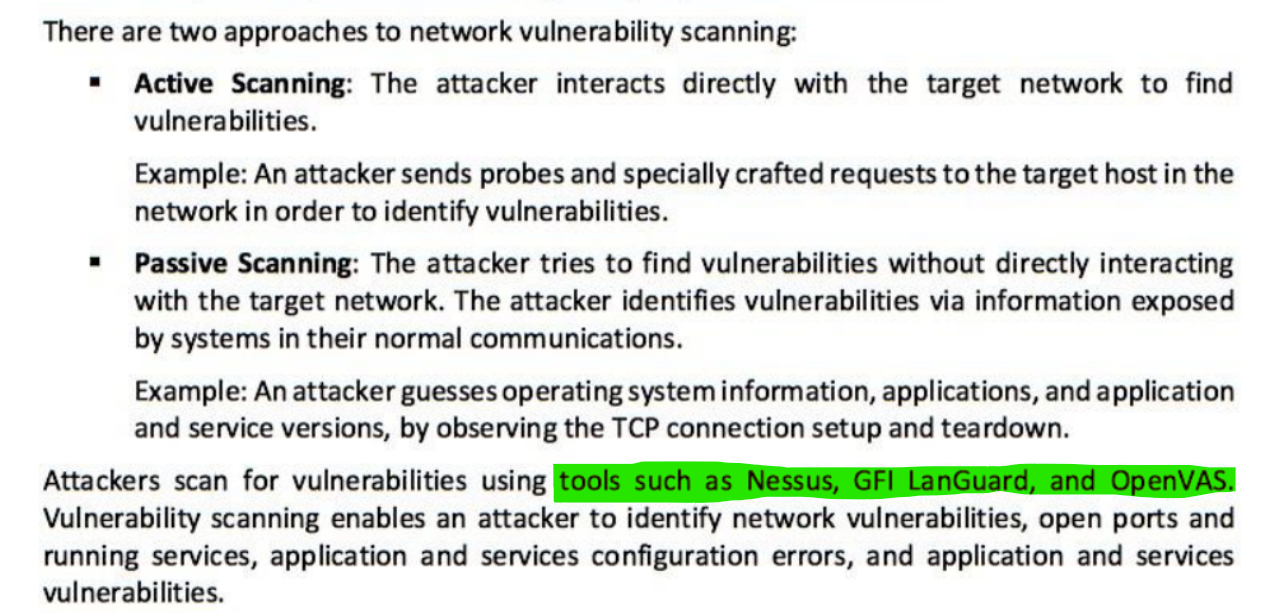 There are two approaches to network vulnerability scanning:
▪ Active Scanning: The attacker interacts directly with the target network to find
vulnerabilities.
Example: An attacker sends probes and specially crafted requests to the target host in the
network in order to identify vulnerabilities.
▪ Passive Scanning: The attacker tries to find vulnerabilities without directly interacting
with the target network. The attacker identifies vulnerabilities via information exposed
by systems in their normal communications.
Example: An attacker guesses operating system information, applications, and application
and service versions, by observing the TCP connection setup and teardown.
Attackers scan for vulnerabilities using tools such as Nessus, GFI LanGuard, and OpenVAS.
Vulnerability scanning enables an attacker to identify network vulnerabilities, open ports and
running services, application and services configuration errors, and application and services
vulnerabilities.